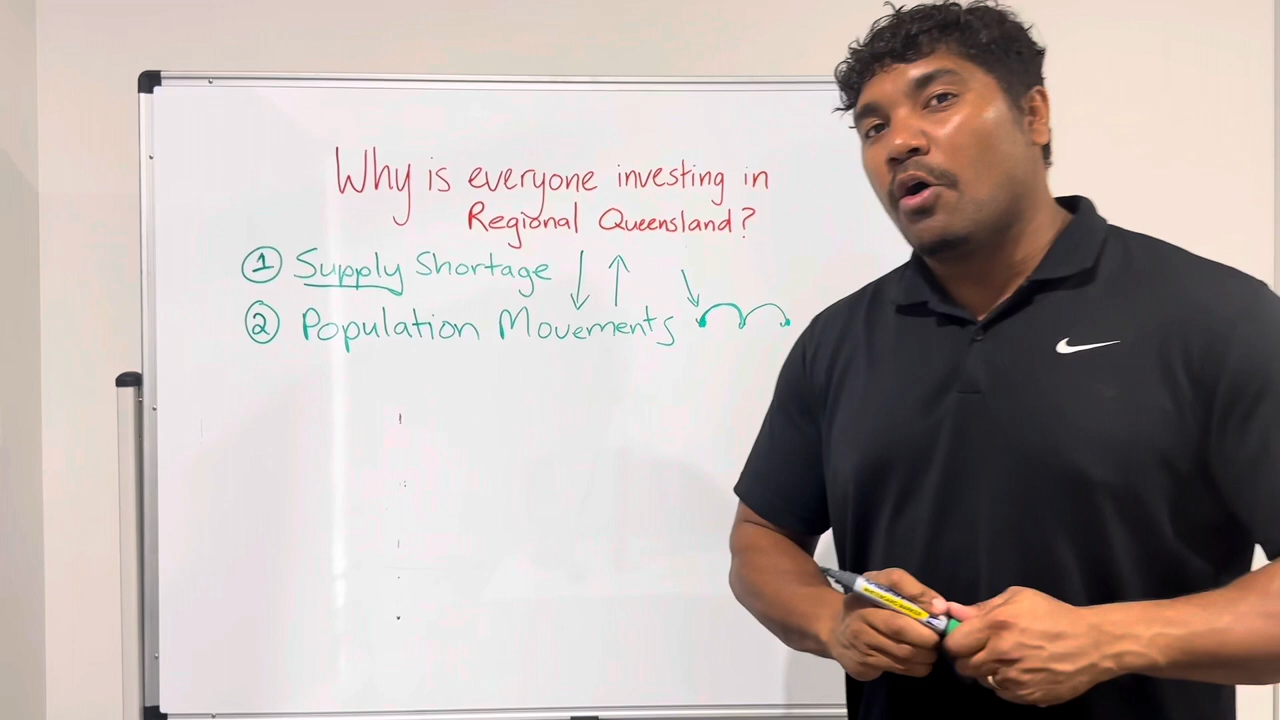 Why is everyone investing in
Regional Queensland?
① Supply Shortage ↓ ↑
② Population Movements